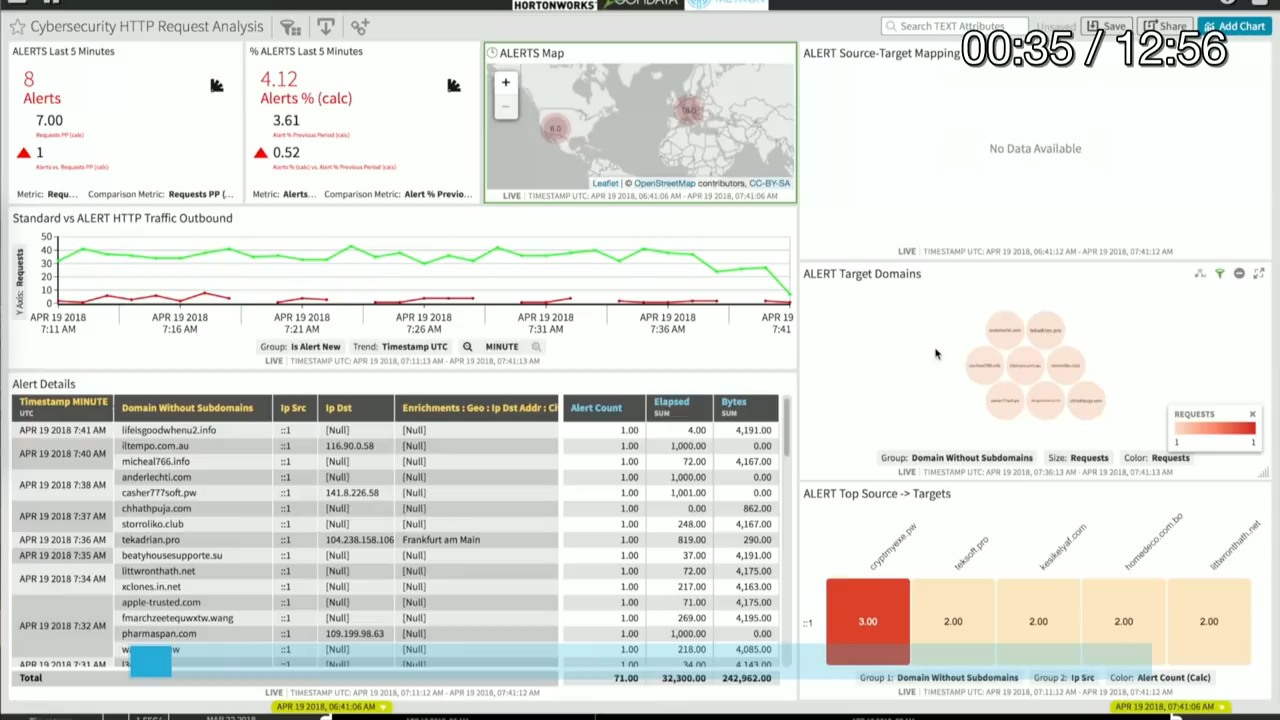 HORTONWORKS
Cybersecurity HTTP Request Analysis
Search TEXT Attributes
Unsaved
Save
Share
Add Chart
00:35 / 12:56
ALERTS Last 5 Minutes
8
Alerts
7.00
Requests PP (calc)
1
Alerts vs. Requests PP (calc)
Metric: Requ... Comparison Metric: Requests PP (...
% ALERTS Last 5 Minutes
4.12
Alerts % (calc)
3.61
Alert % Previous Period (calc)
0.52
Alerts % (calc) vs. Alert % Previous Period (calc)
Metric: Alerts... Comparison Metric: Alert % Previo...
ALERTS Map
+
−
6.0
Leaflet | © OpenStreetMap contributors, CC-BY-SA
LIVE | TIMESTAMP UTC: APR 19 2018, 06:41:06 AM - APR 19 2018, 07:41:06 AM
ALERT Source-Target Mapping
No Data Available
LIVE | TIMESTAMP UTC: APR 19 2018, 06:41:12 AM - APR 19 2018, 07:41:12 AM
Standard vs ALERT HTTP Traffic Outbound
Y Axis: Requests
50
40
30
20
10
0
APR 19 2018 7:11 AM
APR 19 2018 7:16 AM
APR 19 2018 7:21 AM
APR 19 2018 7:26 AM
APR 19 2018 7:31 AM
APR 19 2018 7:36 AM
APR 19 7:41
Group: Is Alert New Trend: Timestamp UTC MINUTE
LIVE | TIMESTAMP UTC: APR 19 2018, 07:11:13 AM - APR 19 2018, 07:41:13 AM
ALERT Target Domains
anderlechti.com
tekadrian.pro
casher777soft.pw
chhathpuja.com
iltempo.com.au
storroliko.club
REQUESTS
1 1
Group: Domain Without Subdomains Size: Requests Color: Requests
LIVE | TIMESTAMP UTC: APR 19 2018, 07:36:13 AM - APR 19 2018, 07:41:13 AM
Alert Details
Timestamp MINUTE UTC Domain Without Subdomains Ip Src Ip Dst Enrichments : Geo : Ip Dst Addr : Ci Alert Count Elapsed SUM Bytes SUM
APR 19 2018 7:41 AM lifeisgoodwhenu2.info ::1 [Null] [Null] 1.00 4.00 4,191.00
APR 19 2018 7:40 AM iltempo.com.au ::1 116.90.0.58 [Null] 1.00 1,000.00 0.00
micheal766.info ::1 [Null] [Null] 1.00 72.00 4,167.00
APR 19 2018 7:38 AM anderlechti.com ::1 [Null] [Null] 1.00 1,000.00 0.00
casher777soft.pw ::1 141.8.226.58 [Null] 1.00 1,001.00 0.00
APR 19 2018 7:37 AM chhathpuja.com ::1 [Null] [Null] 1.00 0.00 862.00
storroliko.club ::1 [Null] [Null] 1.00 248.00 4,167.00
APR 19 2018 7:36 AM tekadrian.pro ::1 104.238.158.106 Frankfurt am Main 1.00 819.00 290.00
APR 19 2018 7:35 AM beatyhousesupporte.su ::1 [Null] [Null] 1.00 37.00 4,191.00
APR 19 2018 7:34 AM littwronthath.net ::1 [Null] [Null] 1.00 72.00 4,175.00
xclones.in.net ::1 [Null] [Null] 1.00 217.00 4,163.00
APR 19 2018 7:32 AM apple-trusted.com ::1 [Null] [Null] 1.00 71.00 4,175.00
fmarchzeetequwxtw.wang ::1 [Null] [Null] 1.00 269.00 4,195.00
pharmaspan.com ::1 109.199.98.63 [Null] 1.00 1,000.00 0.00
::1 [Null] [Null] 1.00 218.00 4,085.00
APR 19 2018 7:31 AM ::1 [Null] [Null] 1.00 34.00 4,143.00
Total 71.00 32,300.00 242,962.00
LIVE | TIMESTAMP UTC: APR 19 2018, 07:11:12 AM - APR 19 2018, 07:41:12 AM
ALERT Top Source -> Targets
cryptmyexe.pw
teksoft.pro
kesikelyaf.com
homedeco.com.bo
littwronthath.net
::1 3.00 2.00 2.00 2.00 2.00
Group 1: Domain Without Subdomains Group 2: Ip Src Color: Alert Count (Calc)
LIVE | TIMESTAMP UTC: APR 19 2018, 07:11:12 AM - APR 19 2018, 07:41:12 AM
APR 19 2018, 06:41:06 AM
APR 19 2018, 07:41:06 AM